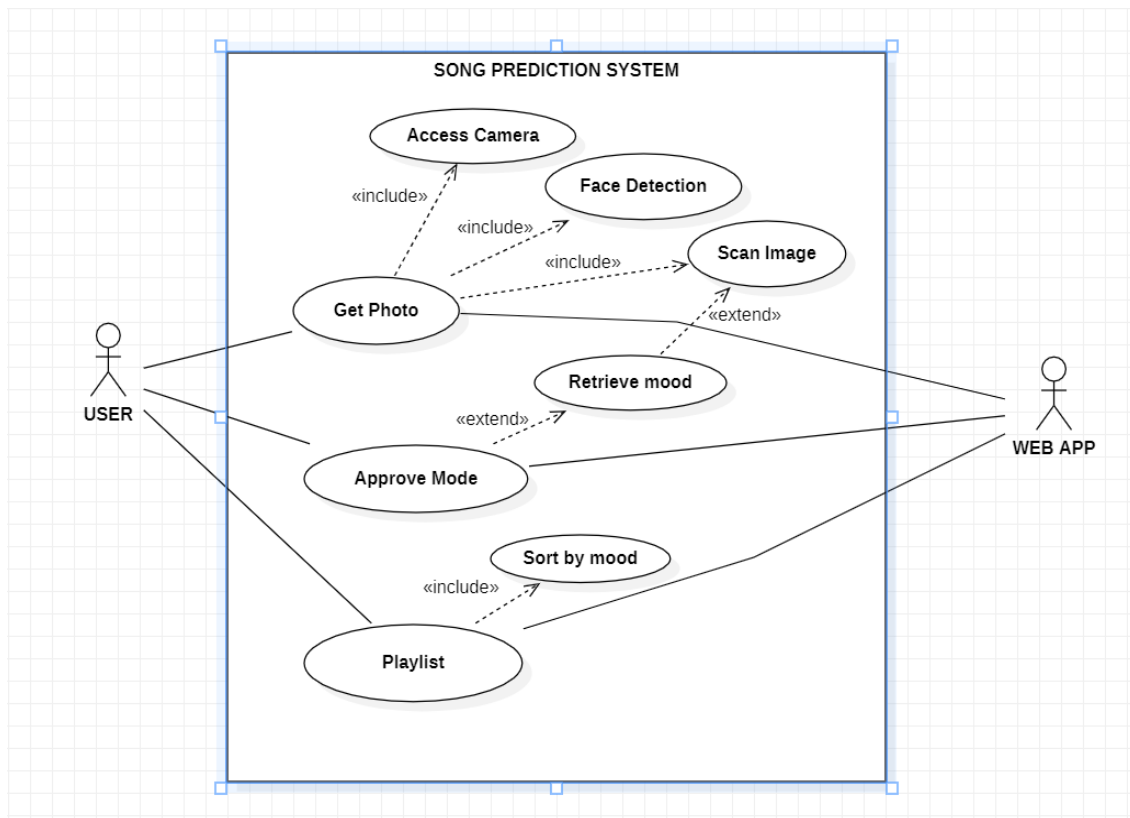 SONG PREDICTION SYSTEM
Access Camera
Face Detection
«include»
«include»
Scan Image
«include»
Get Photo
«extend»
USER
Retrieve mood
«extend»
WEB APP
Approve Mode
Sort by mood
«include»
Playlist